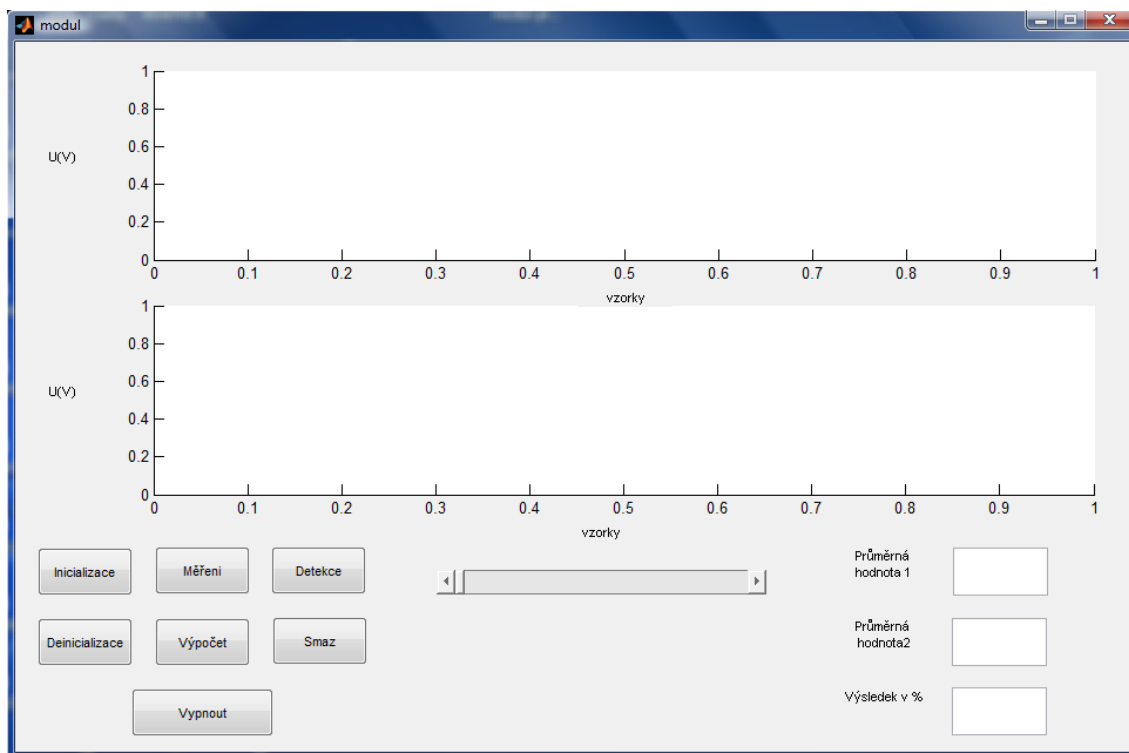 modul
1
0.8
U(V)
0.6
0.4
0.2
0
0 0.1 0.2 0.3 0.4 0.5 0.6 0.7 0.8 0.9 1
vzorky
1
0.8
0.6
U(V)
0.4
0.2
0
0 0.1 0.2 0.3 0.4 0.5 0.6 0.7 0.8 0.9 1
vzorky
Inicializace Měřeni Detekce
Průměrná
hodnota 1
Deinicializace Výpočet Smaz
Průměrná
hodnota2
Vypnout
Výsledek v %